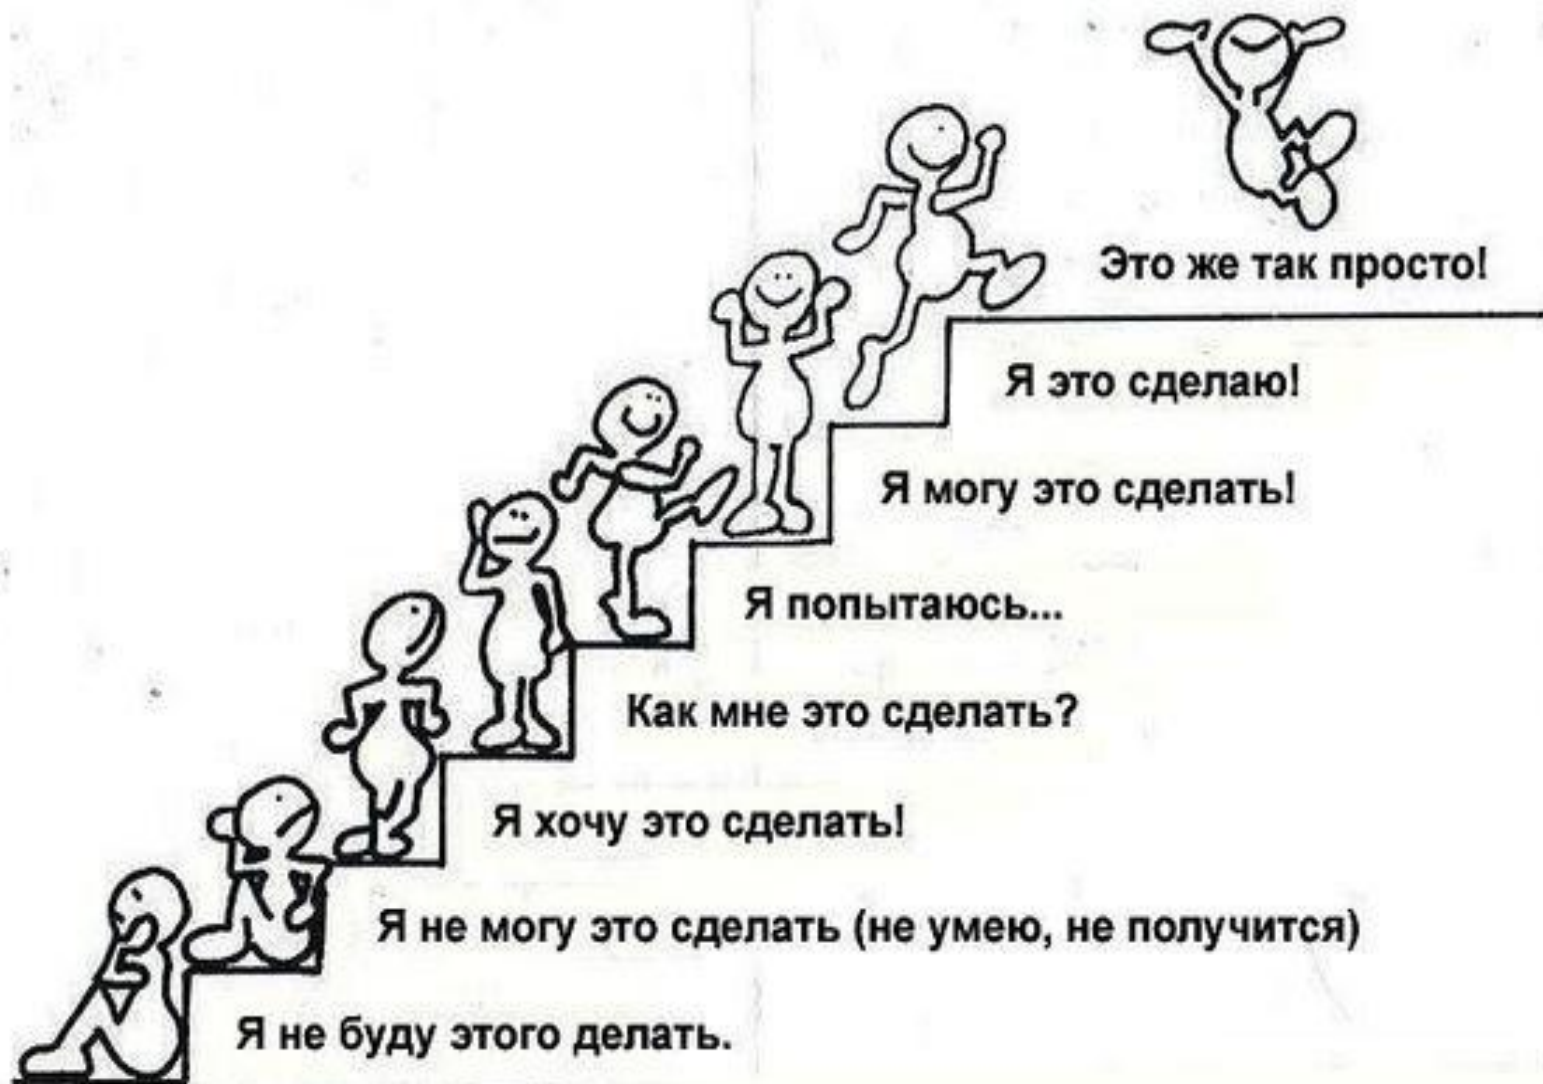 Это же так просто!
Я это сделаю!
Я могу это сделать!
Я попытаюсь...
Как мне это сделать?
Я хочу это сделать!
Я не могу это сделать (не умею, не получится)
Я не буду этого делать.